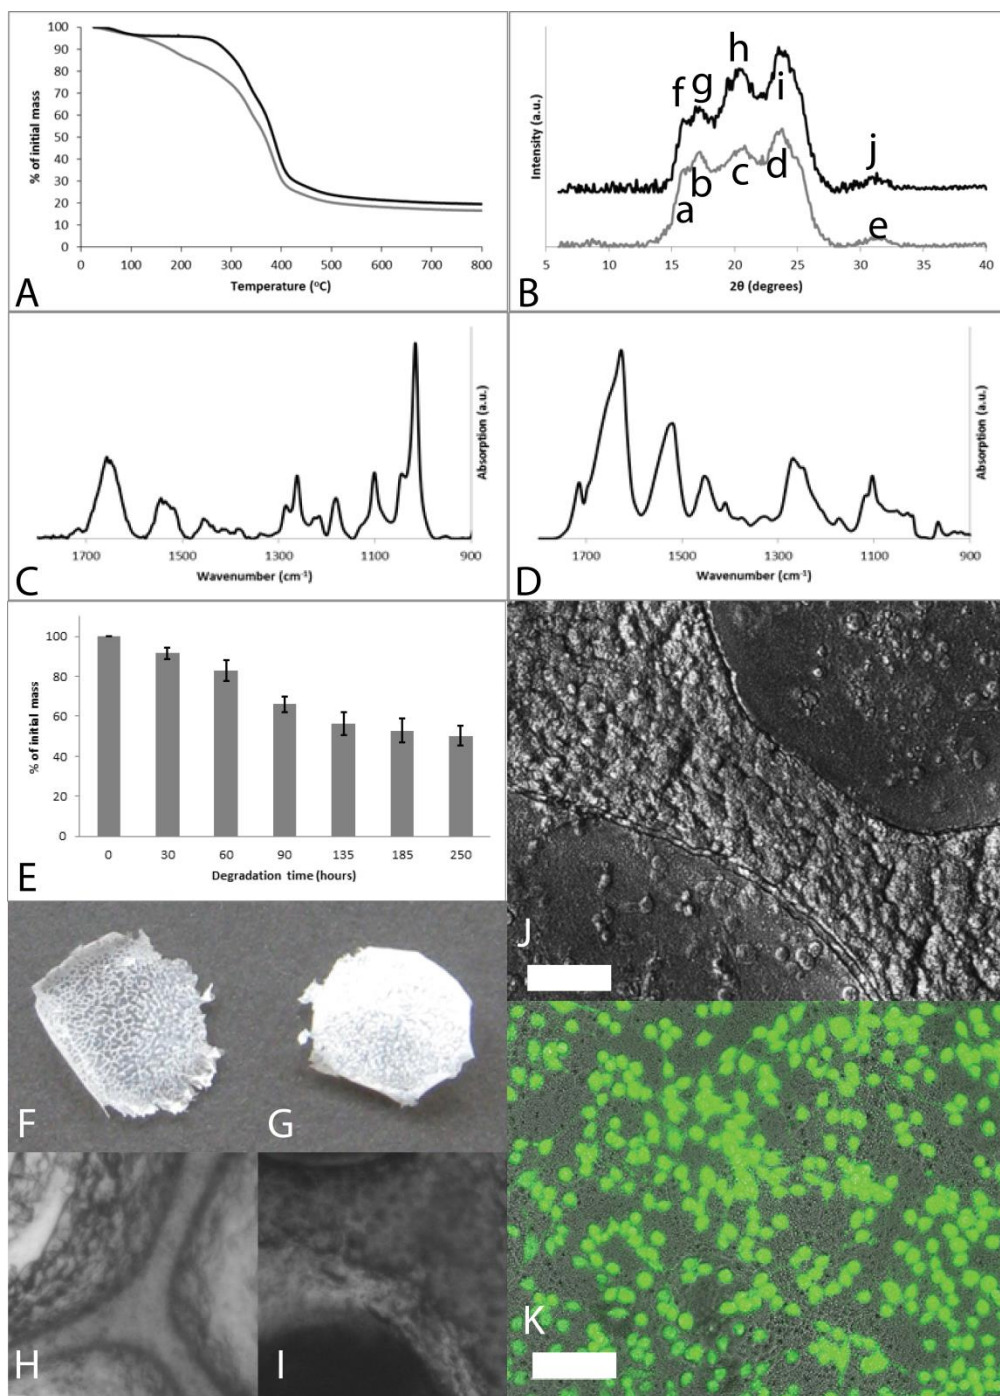 100
90
80
70
60
50
40
30
20
10
0
% of initial mass
0 100 200 300 400 500 600 700 800
Temperature (°C)
A
Intensity (a.u.)
h
f g i
j
b c d
a e
5 10 15 20 25 30 35 40
2θ (degrees)
B
Absorption (a.u.)
1700 1500 1300 1100 900
Wavenumber (cm-1)
C
Absorption (a.u.)
1700 1500 1300 1100 900
Wavenumber (cm-1)
D
100
80
60
40
20
0
% of initial mass
0 30 60 90 135 185 250
Degradation time (hours)
E
J
F G
H I
K